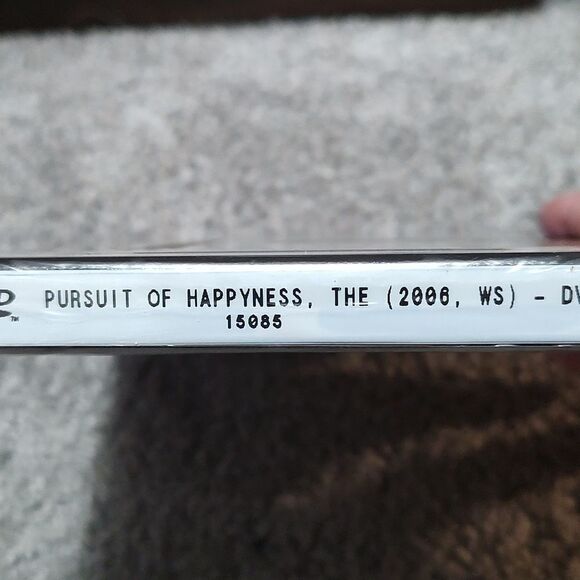 PURSUIT OF HAPPYNESS, THE (2006, WS) - DV
15085